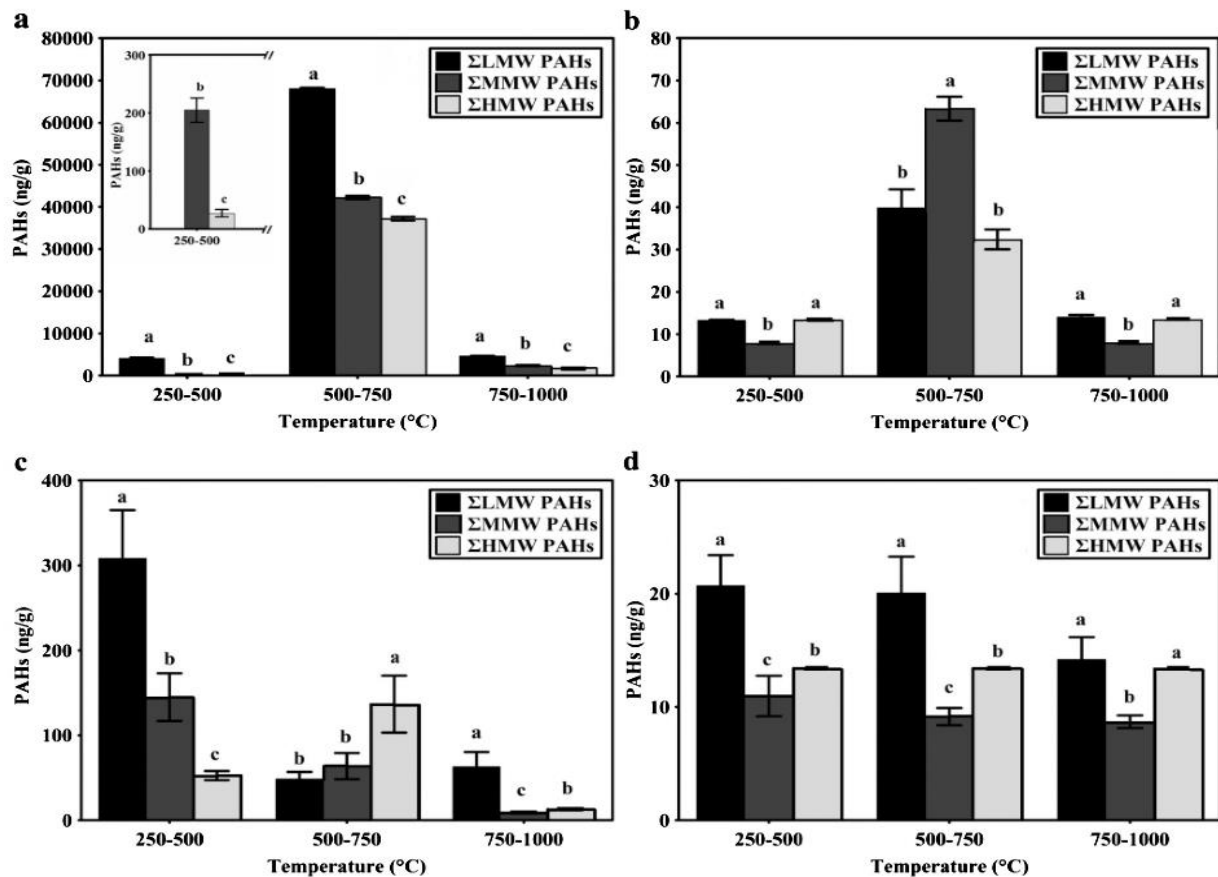 a
80000
70000
60000
50000
40000
30000
20000
10000
0
PAHs (ng/g)
300
200
100
0
PAHs (ng/g)
b
c
250-500
ΣLMW PAHs
ΣMMW PAHs
ΣHMW PAHs
a
b
c
a
b
c
a
b
c
250-500
500-750
750-1000
Temperature (°C)
b
80
70
60
50
40
30
20
10
0
PAHs (ng/g)
ΣLMW PAHs
ΣMMW PAHs
ΣHMW PAHs
a
b
a
b
a
b
a
b
a
250-500
500-750
750-1000
Temperature (°C)
c
400
300
200
100
0
PAHs (ng/g)
ΣLMW PAHs
ΣMMW PAHs
ΣHMW PAHs
a
b
c
b
b
a
a
c
b
250-500
500-750
750-1000
Temperature (°C)
d
30
20
10
0
PAHs (ng/g)
ΣLMW PAHs
ΣMMW PAHs
ΣHMW PAHs
a
c
b
a
c
b
a
b
a
250-500
500-750
750-1000
Temperature (°C)